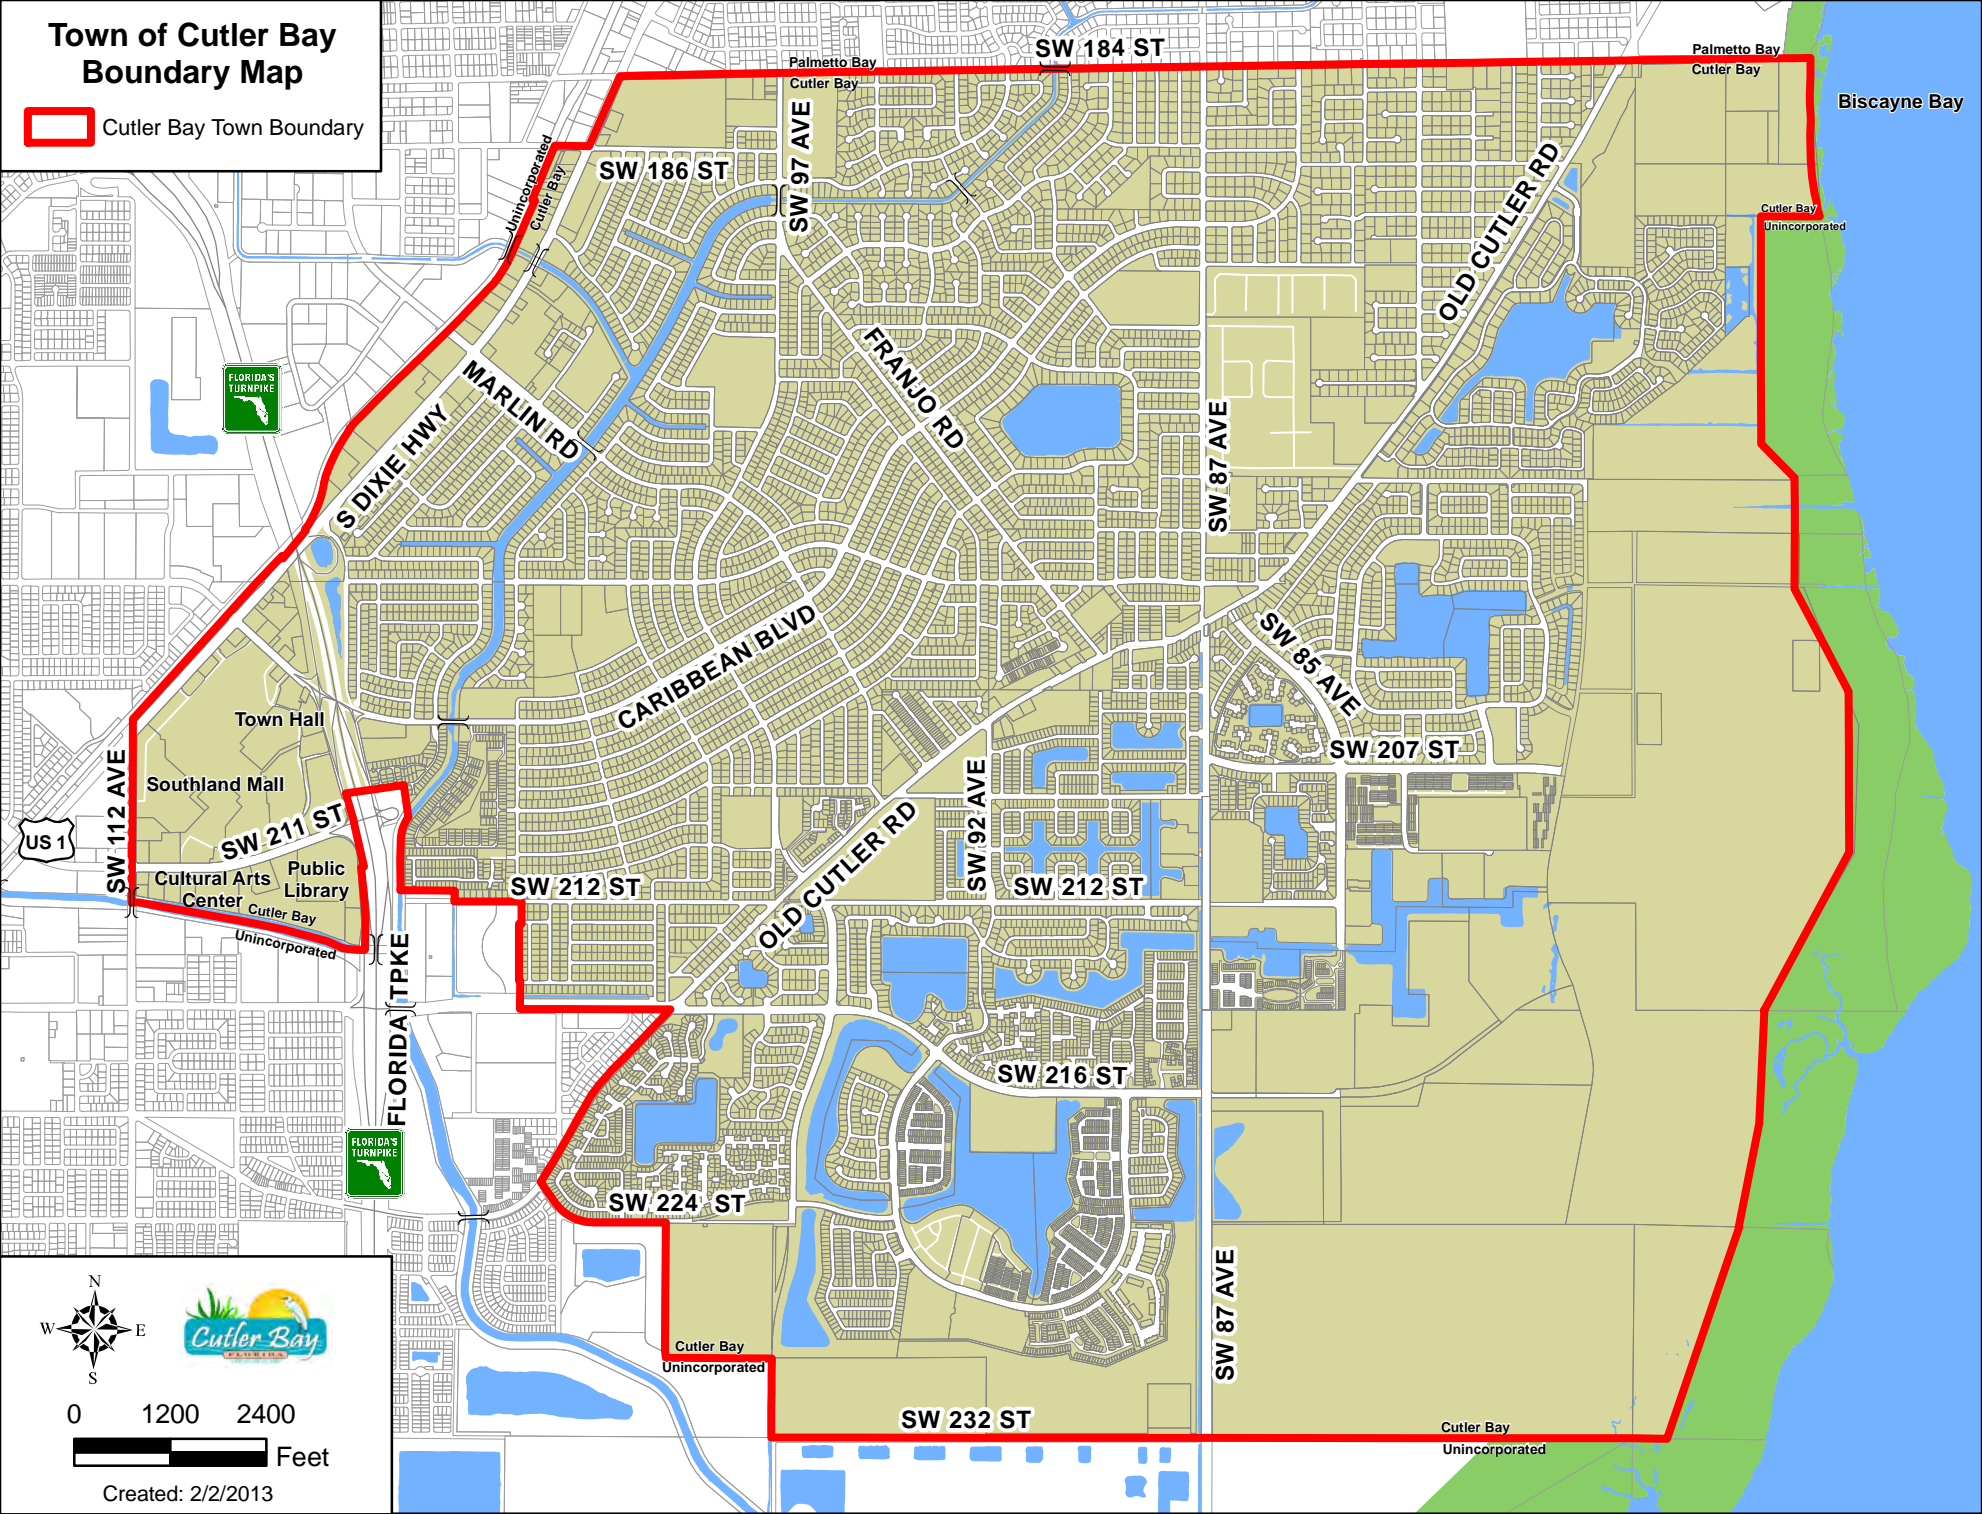 Town of Cutler Bay
Boundary Map
Cutler Bay Town Boundary
SW 184 ST
Palmetto Bay
Cutler Bay
Palmetto Bay
Cutler Bay
Biscayne Bay
Unincorporated
Cutler Bay
SW 186 ST
SW 97 AVE
OLD CUTLER RD
Cutler Bay
Unincorporated
FLORIDA'S
TURNPIKE
MARLIN RD
S DIXIE HWY
FRANJO RD
SW 87 AVE
CARIBBEAN BLVD
SW 85 AVE
Town Hall
SW 207 ST
Southland Mall
SW 112 AVE
US 1
SW 211 ST
Public
Library
Cultural Arts
Center
Cutler Bay
Unincorporated
SW 212 ST
OLD CUTLER RD
SW 92 AVE
SW 212 ST
FLORIDA TPKE
SW 216 ST
FLORIDA'S
TURNPIKE
SW 224 ST
SW 87 AVE
Cutler Bay
Unincorporated
SW 232 ST
Cutler Bay
Unincorporated
N
W
E
S
Cutler Bay
FLORIDA
0 1200 2400
Feet
Created: 2/2/2013